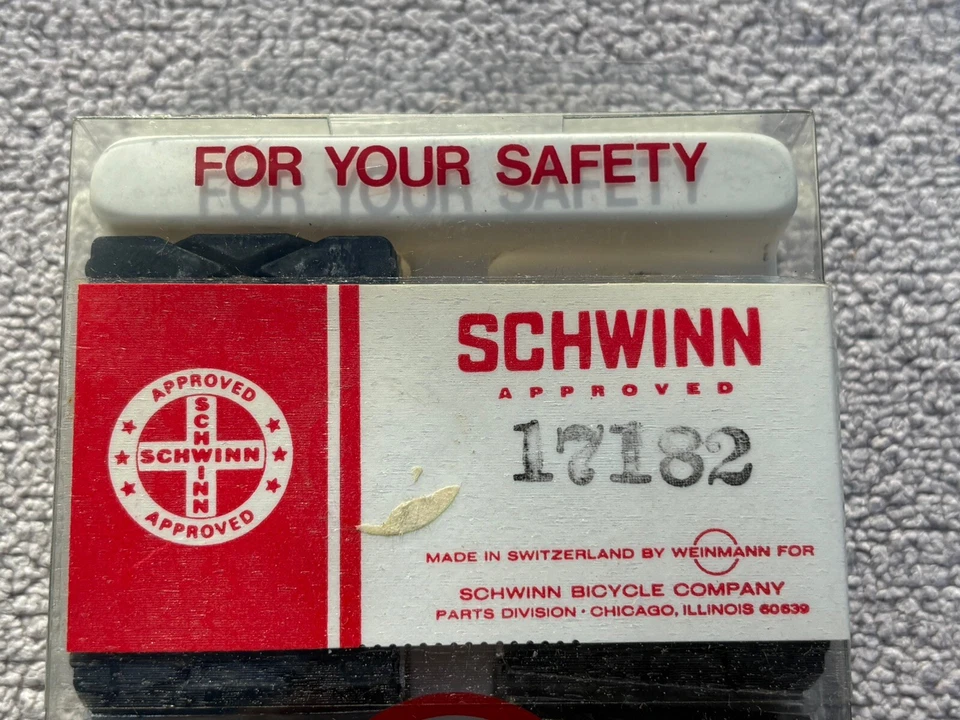 FOR YOUR SAFETY
SCHWINN
APPROVED
17182
APPROVED
SCHWINN
SCHWINN
APPROVED
MADE IN SWITZERLAND BY WEINMANN FOR
SCHWINN BICYCLE COMPANY
PARTS DIVISION · CHICAGO, ILLINOIS 60639